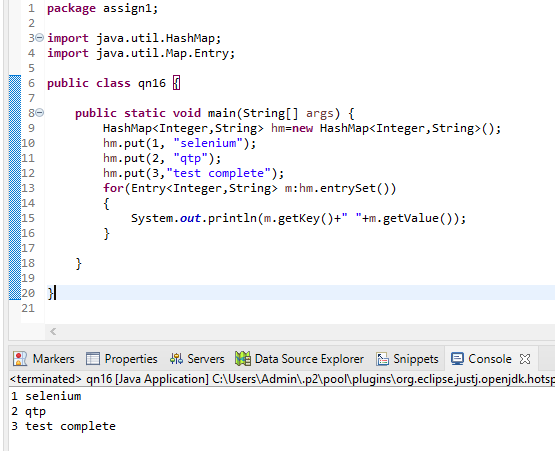 1 package assign1;
2
3 import java.util.HashMap;
4 import java.util.Map.Entry;
5
6 public class qn16 {
7
8 public static void main(String[] args) {
9 HashMap<Integer,String> hm=new HashMap<Integer,String>();
10 hm.put(1, "selenium");
11 hm.put(2, "qtp");
12 hm.put(3,"test complete");
13 for(Entry<Integer,String> m:hm.entrySet())
14 {
15 System.out.println(m.getKey()+" "+m.getValue());
16 }
17
18 }
19
20 }
21
Markers Properties Servers Data Source Explorer Snippets Console
<terminated> qn16 [Java Application] C:\Users\Admin\.p2\pool\plugins\org.eclipse.justj.openjdk.hotsp
1 selenium
2 qtp
3 test complete